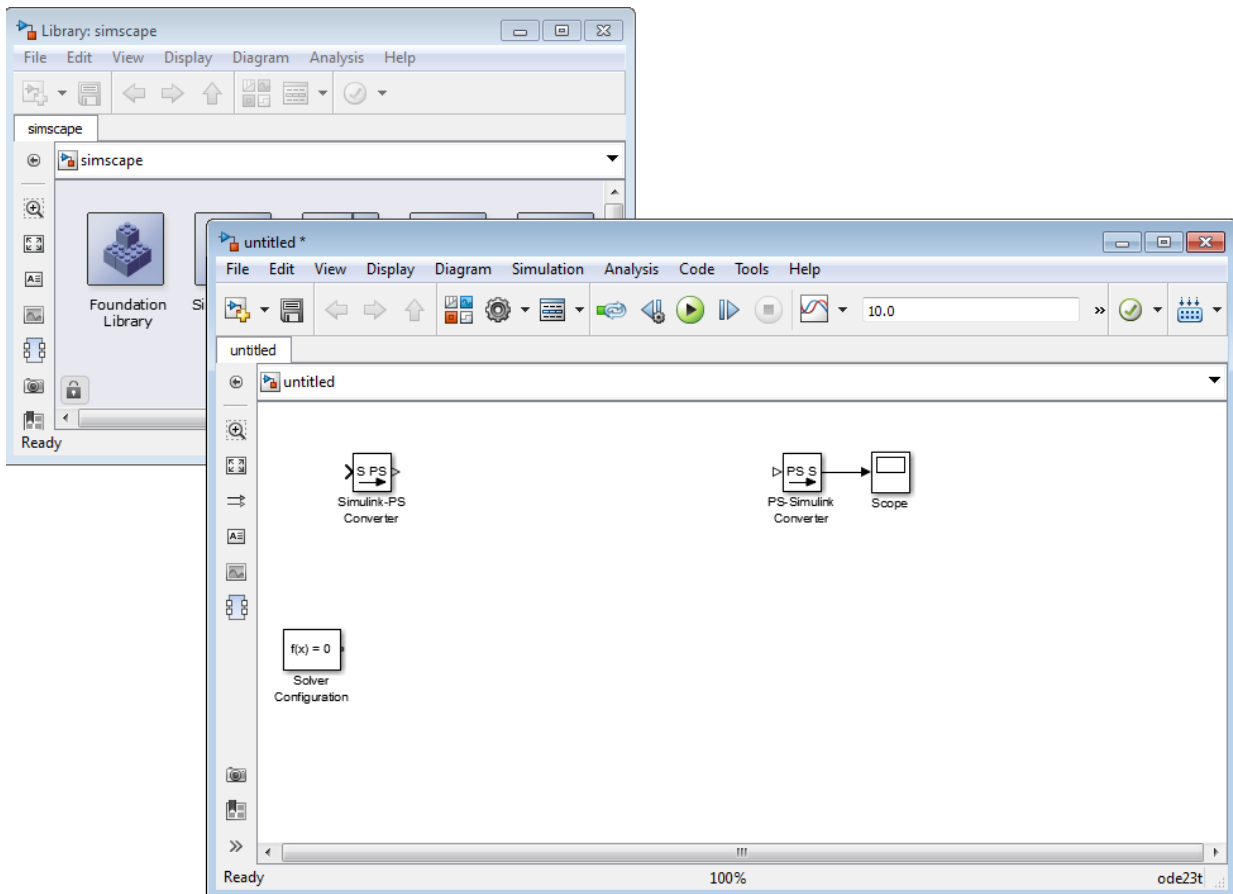 Library: simscape
File Edit View Display Diagram Analysis Help
simscape
simscape
Foundation
Library
Si
Ready
untitled *
File Edit View Display Diagram Simulation Analysis Code Tools Help
10.0
»
untitled
untitled
S PS
Simulink-PS
Converter
PS S
PS-Simulink
Converter
Scope
f(x) = 0
Solver
Configuration
Ready 100% ode23t